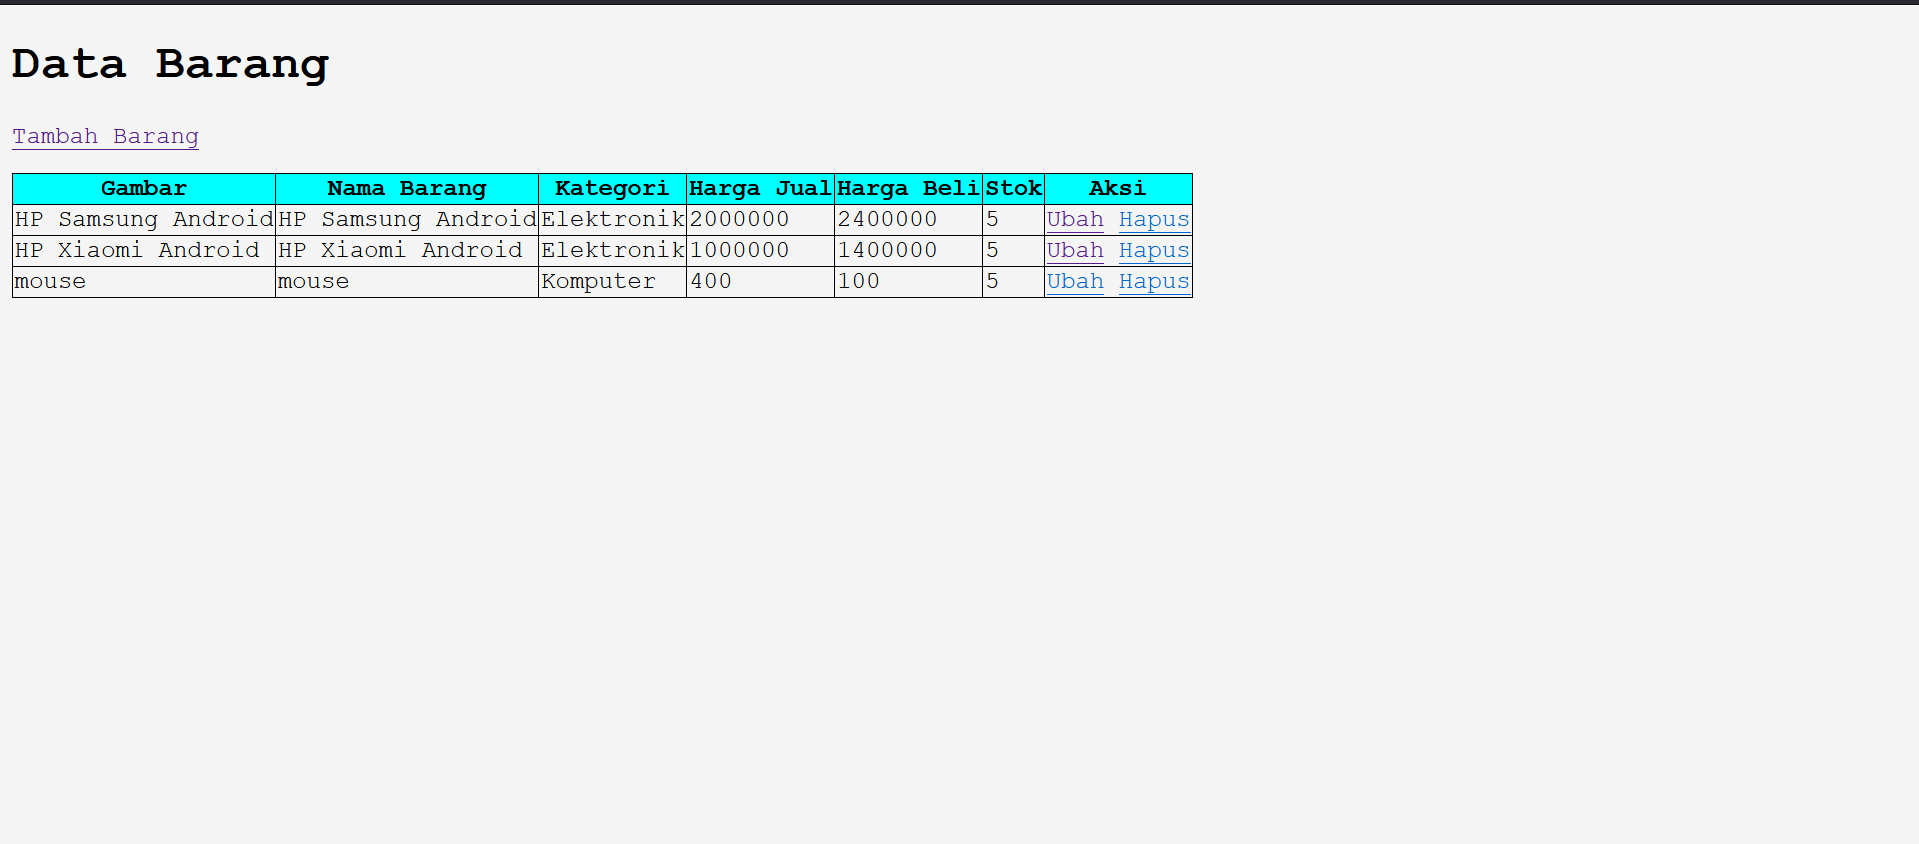 Data Barang
Tambah Barang
Gambar Nama Barang Kategori Harga Jual Harga Beli Stok Aksi
HP Samsung Android HP Samsung Android Elektronik 2000000 2400000 5 Ubah Hapus
HP Xiaomi Android HP Xiaomi Android Elektronik 1000000 1400000 5 Ubah Hapus
mouse mouse Komputer 400 100 5 Ubah Hapus